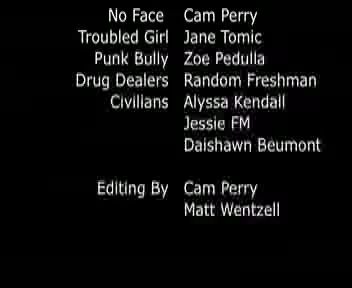 No Face Cam Perry
Troubled Girl Jane Tomic
Punk Bully Zoe Pedulla
Drug Dealers Random Freshman
Civilians Alyssa Kendall
Jessie FM
Daishawn Beumont
Editing By Cam Perry
Matt Wentzell